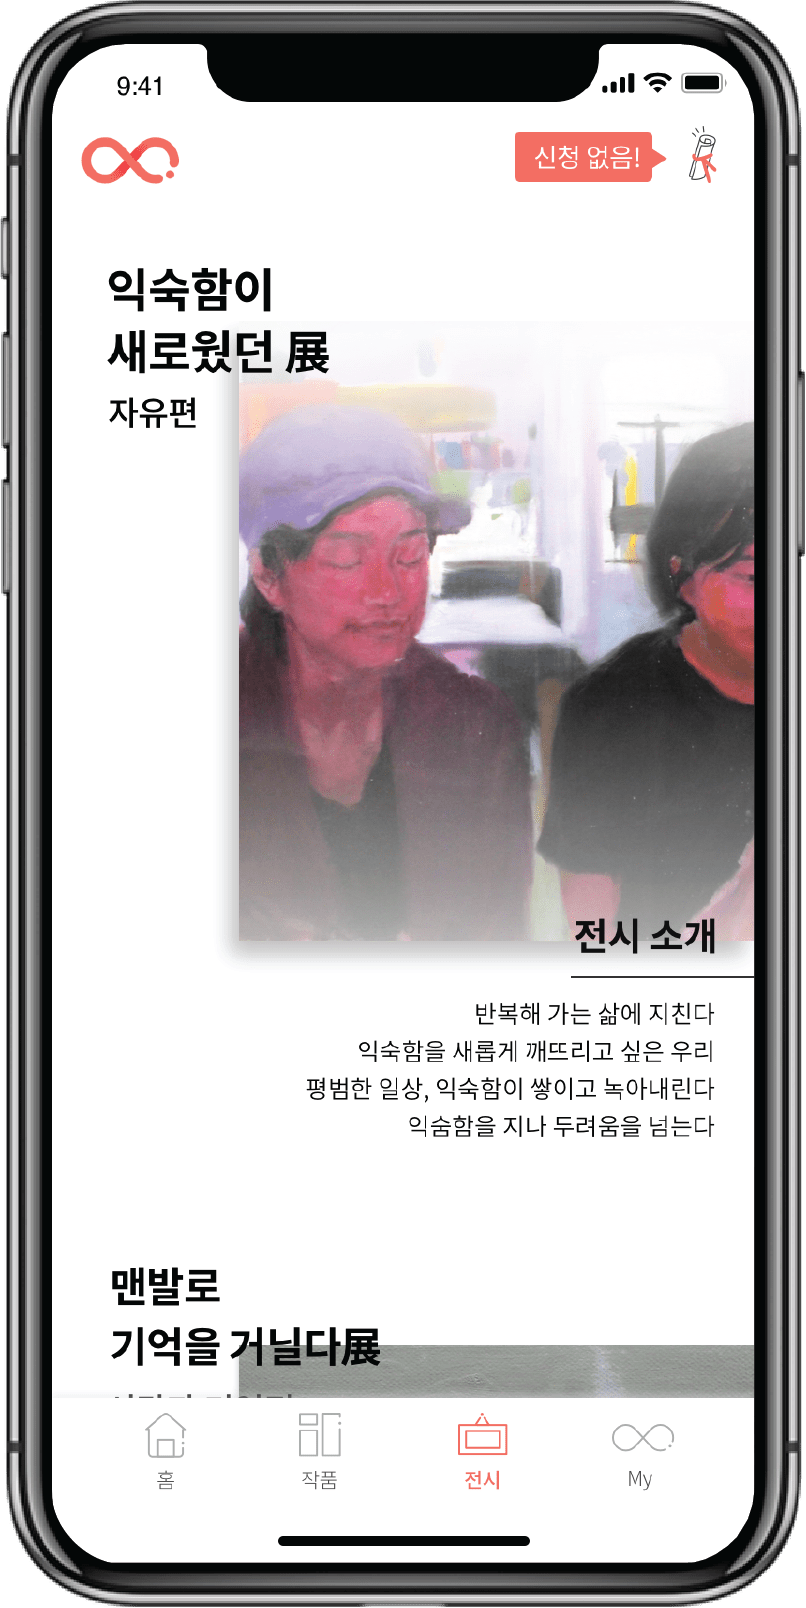 9:41
신청 없음!
익숙함이
새로웠던 展
자유편
전시 소개
반복해 가는 삶에 지친다
익숙함을 새롭게 깨뜨리고 싶은 우리
평범한 일상, 익숙함이 쌓이고 녹아내린다
익숨함을 지나 두려움을 넘는다
맨발로
기억을 거닐다展
홈
작품
전시
My